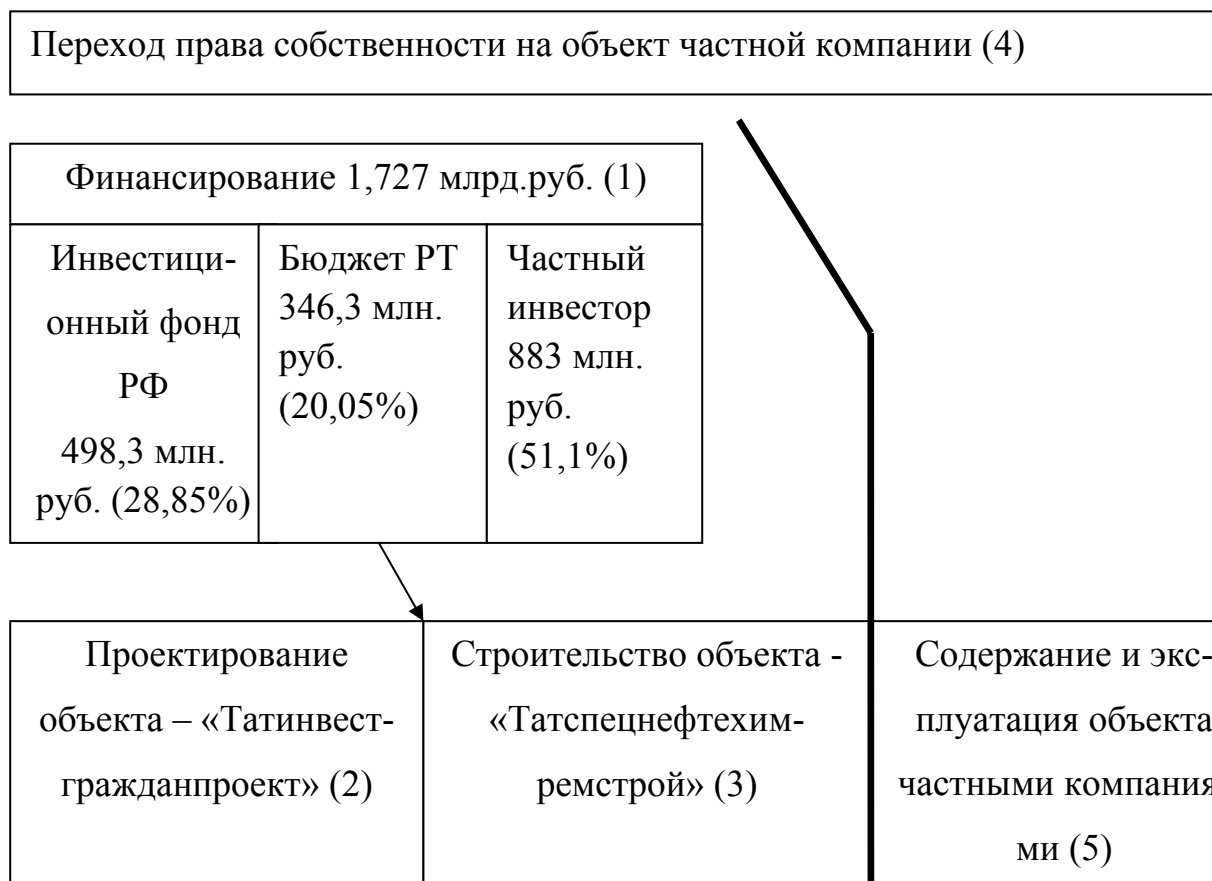 Переход права собственности на объект частной компании (4)
Финансирование 1,727 млрд.руб. (1)
Инвестици-
онный фонд
РФ
498,3 млн.
руб. (28,85%)
Бюджет РТ
346,3 млн.
руб.
(20,05%)
Частный
инвестор
883 млн.
руб.
(51,1%)
Проектирование
объекта – «Татинвест-
гражданпроект» (2)
Строительство объекта -
«Татспецнефтехим-
ремстрой» (3)
Содержание и экс-
плуатация объекта
частными компания
ми (5)